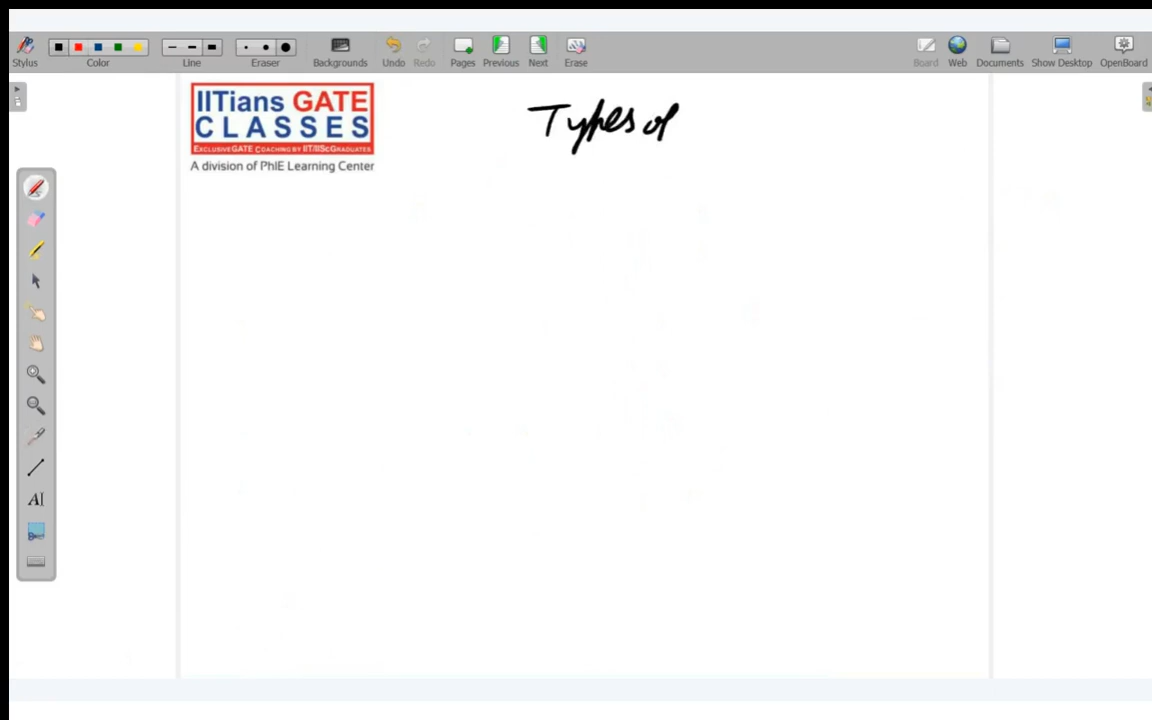 Stylus
Color
Line
Eraser
Backgrounds
Undo
Redo
Pages
Previous
Next
Erase
Board
Web
Documents
Show Desktop
OpenBoard
IITians GATE
CLASSES
EXCLUSIVE GATE COACHING BY IIT/IISc GRADUATES
A division of PhIE Learning Center
Types of
AI